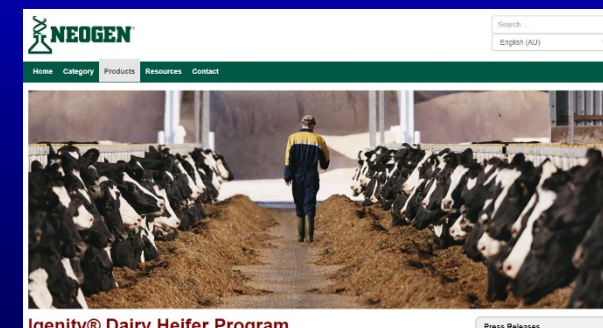 NEOGEN®
Search ...
English (AU)
Home Category Products Resources Contact
Igenity® Dairy Heifer Program
Press Releases